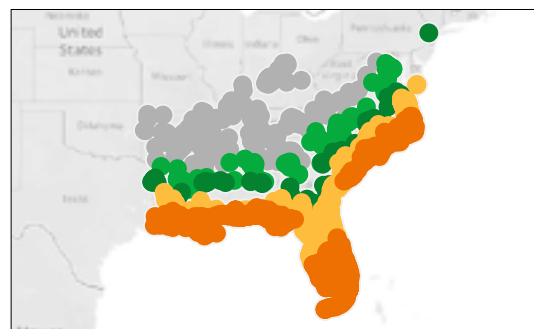 Nebraska
Pennsylvania
United
States
Illinois
Indiana
Ohio
Kansas
Missouri
Oklahoma
Texas